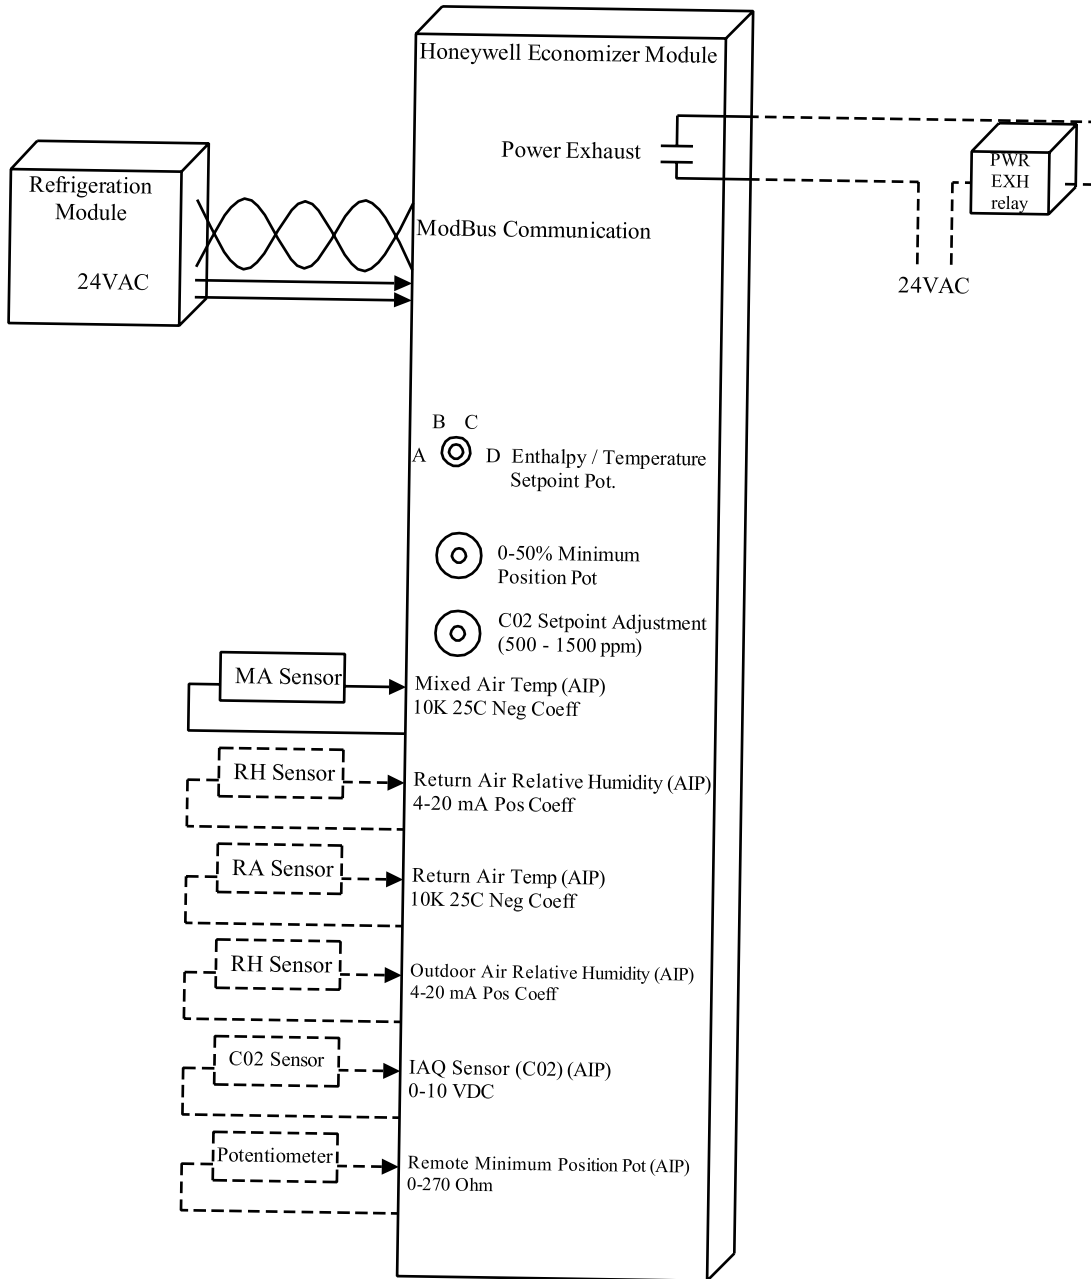 Honeywell Economizer Module
Power Exhaust
PWR
EXH
relay
24VAC
Refrigeration
Module
24VAC
ModBus Communication
B C
A
D Enthalpy / Temperature
Setpoint Pot.
0-50% Minimum
Position Pot
C02 Setpoint Adjustment
(500 - 1500 ppm)
MA Sensor
Mixed Air Temp (AIP)
10K 25C Neg Coeff
RH Sensor
Return Air Relative Humidity (AIP)
4-20 mA Pos Coeff
RA Sensor
Return Air Temp (AIP)
10K 25C Neg Coeff
RH Sensor
Outdoor Air Relative Humidity (AIP)
4-20 mA Pos Coeff
C02 Sensor
IAQ Sensor (C02) (AIP)
0-10 VDC
Potentiometer
Remote Minimum Position Pot (AIP)
0-270 Ohm